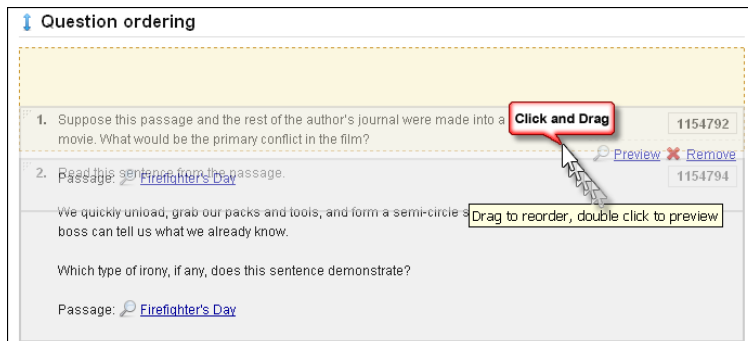 Question ordering
1. Suppose this passage and the rest of the author's journal were made into a
movie. What would be the primary conflict in the film?
Click and Drag
1154792
Preview Remove
2. Read this sentence from the passage.
1154794
Passage: Firefighter's Day
We quickly unload, grab our packs and tools, and form a semi-circle s
Drag to reorder, double click to preview
boss can tell us what we already know.
Which type of irony, if any, does this sentence demonstrate?
Passage: Firefighter's Day